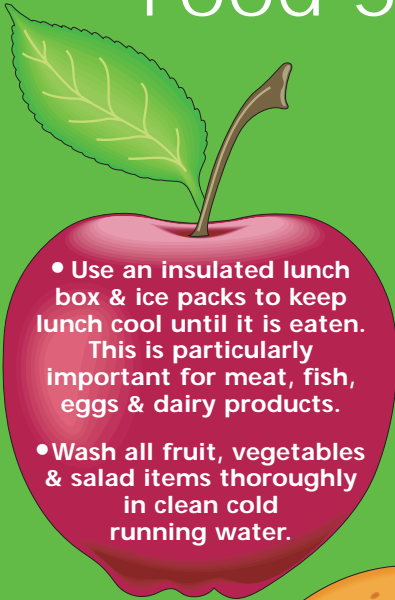 Food
• Use an insulated lunch
box & ice packs to keep
lunch cool until it is eaten.
This is particularly
important for meat, fish,
eggs & dairy products.
•Wash all fruit, vegetables
& salad items thoroughly
in clean cold
running water.